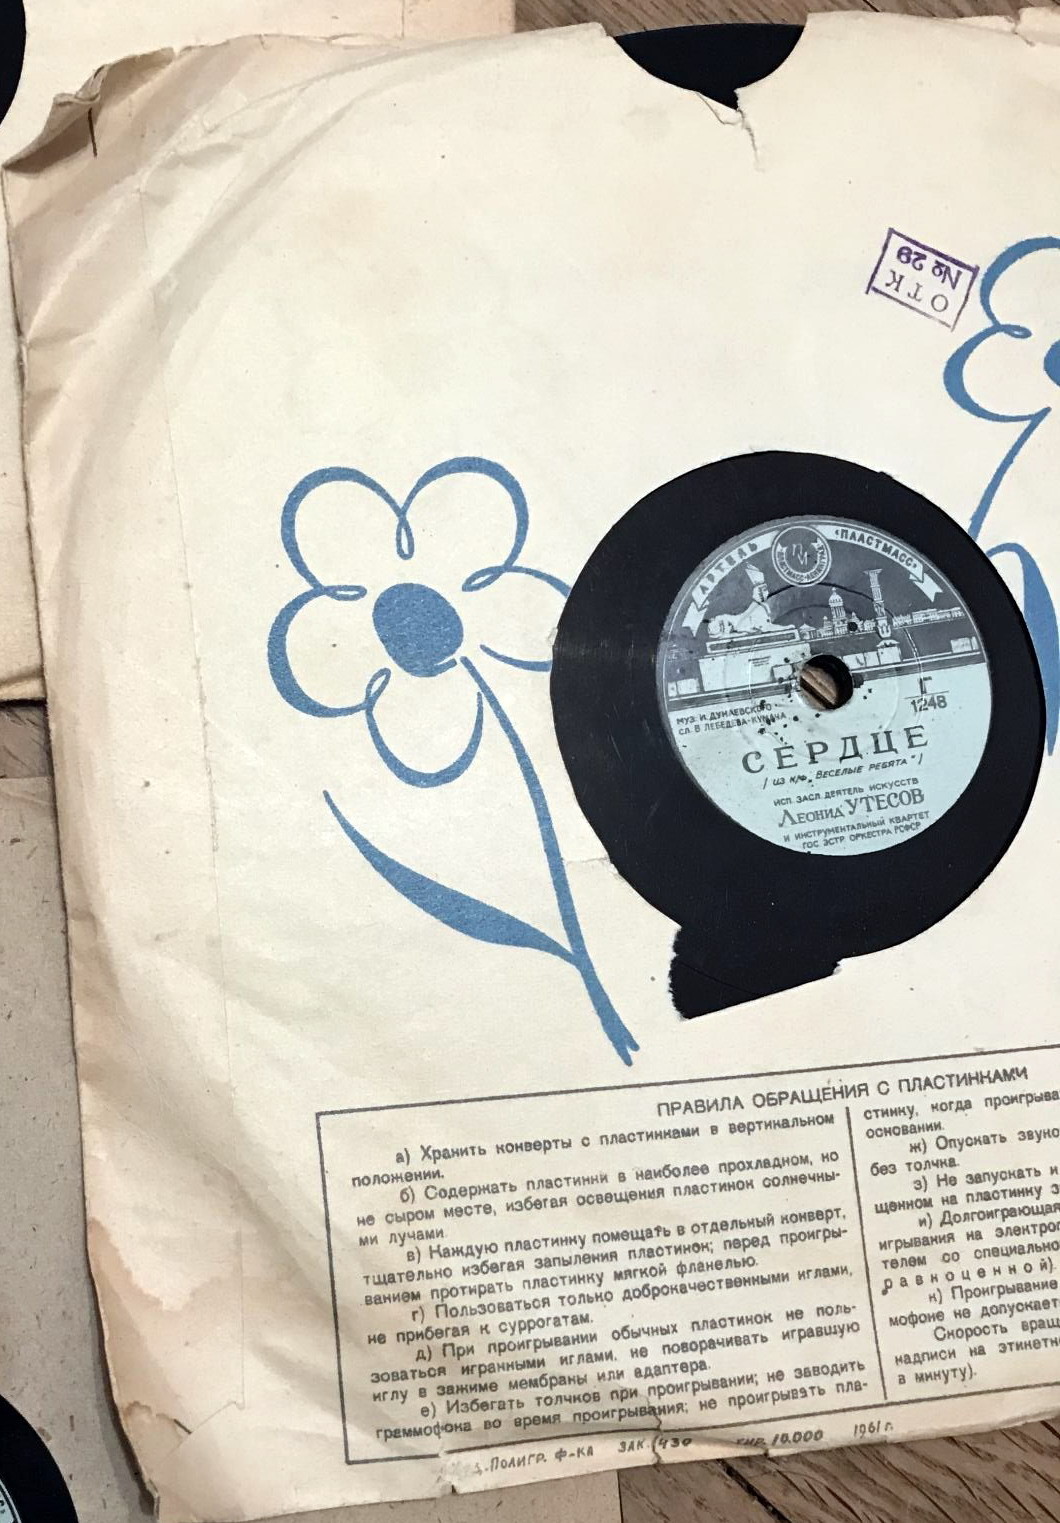 ОТК
№ 29
АРТЕЛЬ «ПЛАСТМАСС»
МУЗ. И. ДУНАЕВСКОГО
СЛ. В. ЛЕБЕДЕВА-КУМАЧА
Г
1248
СЕРДЦЕ
/ ИЗ К/Ф „ВЕСЕЛЫЕ РЕБЯТА" /
ИСП. ЗАСЛ. ДЕЯТЕЛЬ ИСКУССТВ
ЛЕОНИД УТЕСОВ
И ИНСТРУМЕНТАЛЬНЫЙ КВАРТЕТ
ГОС. ЭСТР. ОРКЕСТРА РСФСР
ПРАВИЛА ОБРАЩЕНИЯ С ПЛАСТИНКАМИ
а) Хранить конверты с пластинками в вертикальном
положении.
б) Содержать пластинки в наиболее прохладном, но
не сыром месте, избегая освещения пластинок солнечны-
ми лучами.
в) Каждую пластинку помещать в отдельный конверт,
тщательно избегая запыления пластинок; перед проигры-
ванием протирать пластинку мягкой фланелью.
г) Пользоваться только доброкачественными иглами,
не прибегая к суррогатам.
д) При проигрывании обычных пластинок не поль-
зоваться игранными иглами, не поворачивать игравшую
иглу в зажиме мембраны или адаптера.
е) Избегать толчков при проигрывании; не заводить
граммофона во время проигрывания; не проигрывать пла-
стинку, когда проигрыва
основании.
ж) Опускать звуко
без толчка.
з) Не запускать и
щенном на пластинку з
и) Долгоиграющая
игрывания на электро
телем со специально
равноценной).
к) Проигрывание
мофоне не допускает
Скорость вращ
надписи на этикетк
в минуту).
ПОЛИГР. Ф-КА ЗАК. 1430 ТИР. 10.000 1961 г.